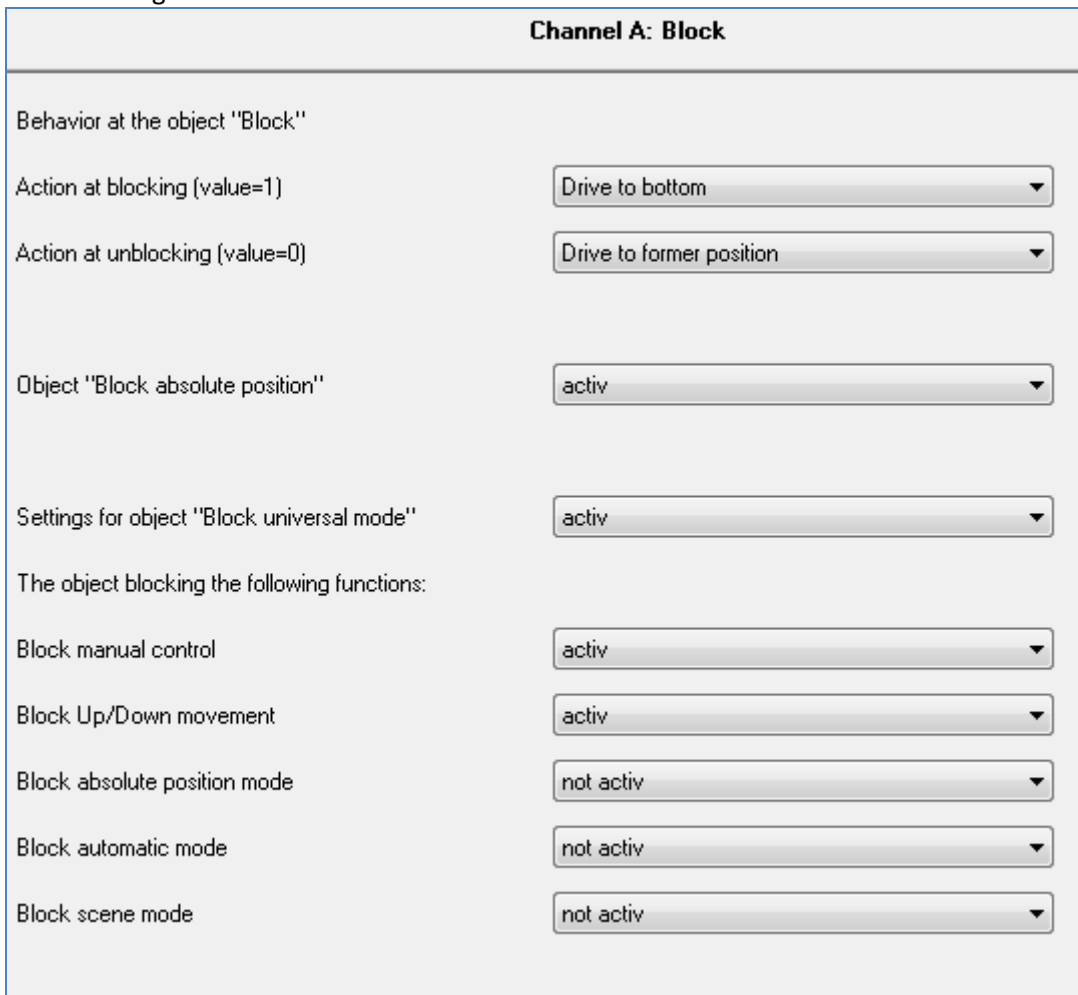 Channel A: Block
Behavior at the object "Block"
Action at blocking (value=1) Drive to bottom
Action at unblocking (value=0) Drive to former position
Object "Block absolute position" activ
Settings for object "Block universal mode" activ
The object blocking the following functions:
Block manual control activ
Block Up/Down movement activ
Block absolute position mode not activ
Block automatic mode not activ
Block scene mode not activ